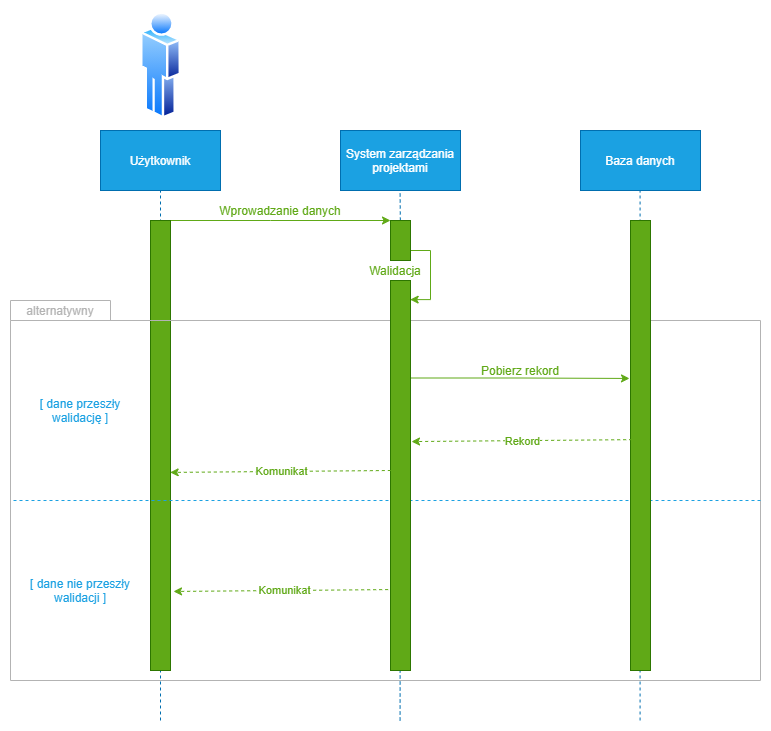 Użytkownik
System zarządzania
projektami
Baza danych
Wprowadzanie danych
Walidacja
alternatywny
Pobierz rekord
[ dane przeszły
walidację ]
Rekord
Komunikat
[ dane nie przeszły
walidacji ]
Komunikat